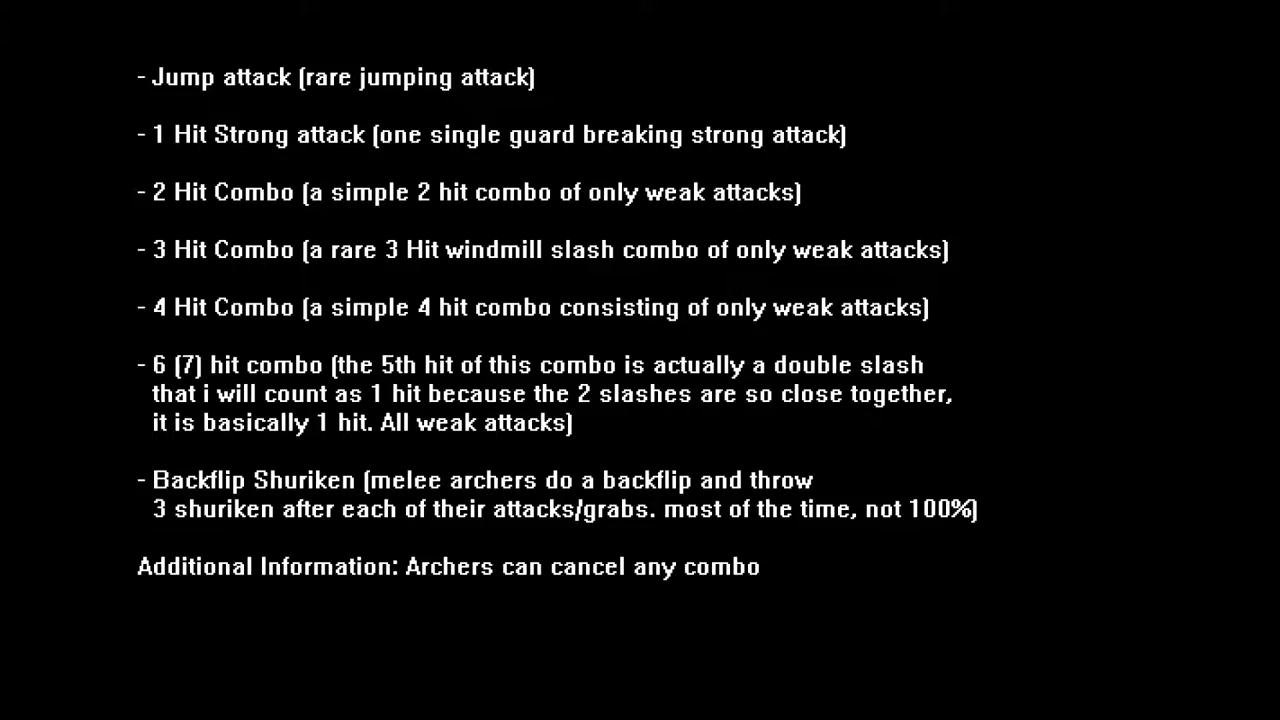 - Jump attack (rare jumping attack)
- 1 Hit Strong attack (one single guard breaking strong attack)
- 2 Hit Combo (a simple 2 hit combo of only weak attacks)
- 3 Hit Combo (a rare 3 Hit windmill slash combo of only weak attacks)
- 4 Hit Combo (a simple 4 hit combo consisting of only weak attacks)
- 6 (7) hit combo (the 5th hit of this combo is actually a double slash
that i will count as 1 hit because the 2 slashes are so close together,
it is basically 1 hit. All weak attacks)
- Backflip Shuriken (melee archers do a backflip and throw
3 shuriken after each of their attacks/grabs. most of the time, not 100%)
Additional Information: Archers can cancel any combo